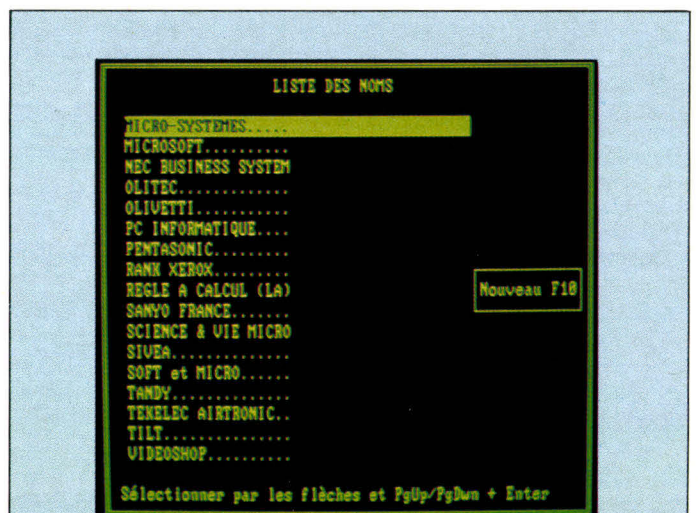 LISTE DES NOMS
MICRO-SYSTEMES.....
MICROSOFT..........
NEC BUSINESS SYSTEM
OLITEC.............
OLIVETTI...........
PC INFORMATIQUE....
PENTASONIC.........
RANK XEROX.........
REGLE A CALCUL (LA)
Nouveau F10
SANYO FRANCE.......
SCIENCE & VIE MICRO
SIVEA..............
SOFT et MICRO......
TANDY..............
TEKELEC AIRTRONIC..
TILT...............
VIDEOSHOP..........
Sélectionner par les flèches et PgUp/PgDwn + Enter